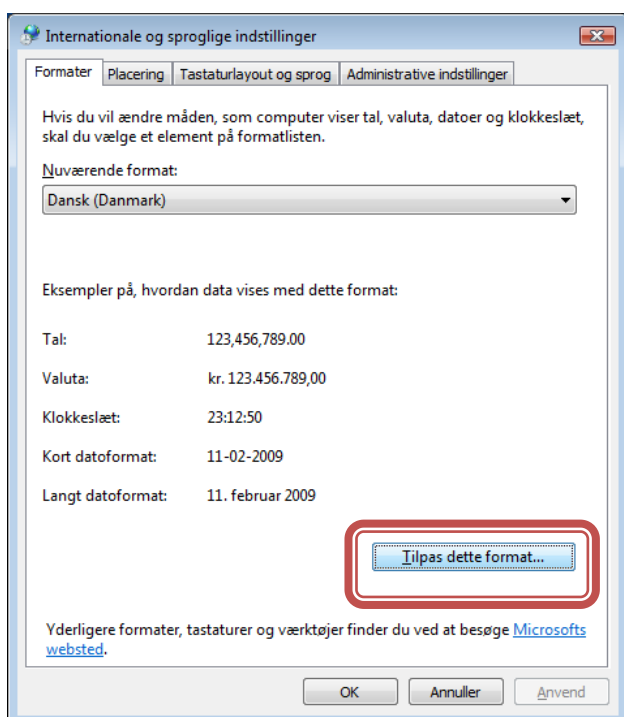 Internationale og sproglige indstillinger
Formater Placering Tastaturlayout og sprog Administrative indstillinger
Hvis du vil ændre måden, som computer viser tal, valuta, datoer og klokkeslæt,
skal du vælge et element på formatlisten.
Nuværende format:
Dansk (Danmark)
Eksempler på, hvordan data vises med dette format:
Tal: 123,456,789.00
Valuta: kr. 123.456.789,00
Klokkeslæt: 23:12:50
Kort datoformat: 11-02-2009
Langt datoformat: 11. februar 2009
Tilpas dette format...
Yderligere formater, tastaturer og værktøjer finder du ved at besøge Microsofts
websted.
OK Annuller Anvend